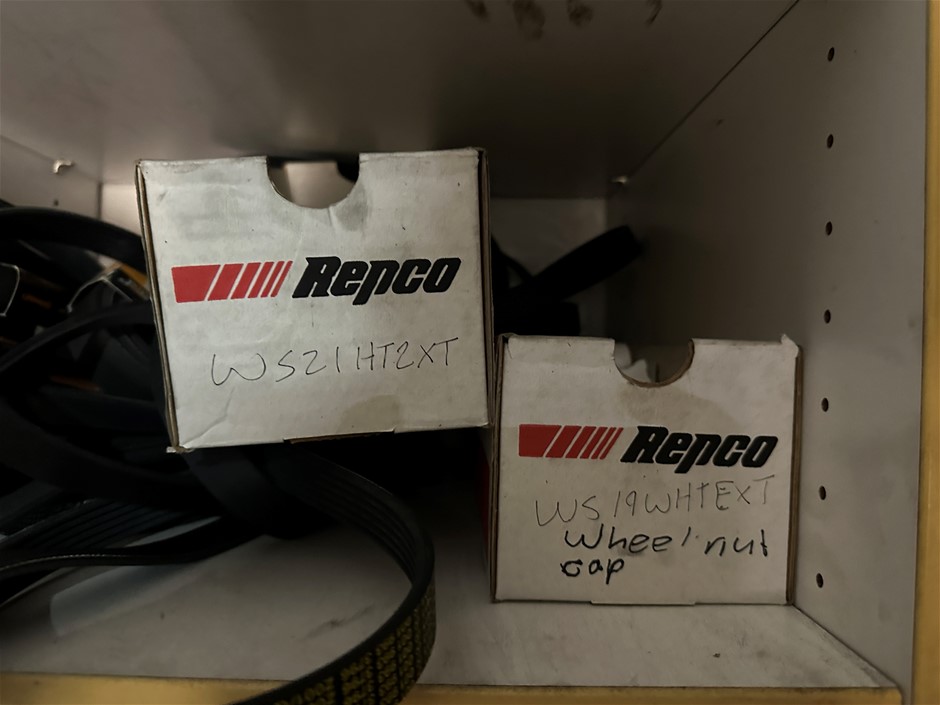 Repco
WS21HT2XT
Repco
WS19WHTEXT
Wheel nut
cap